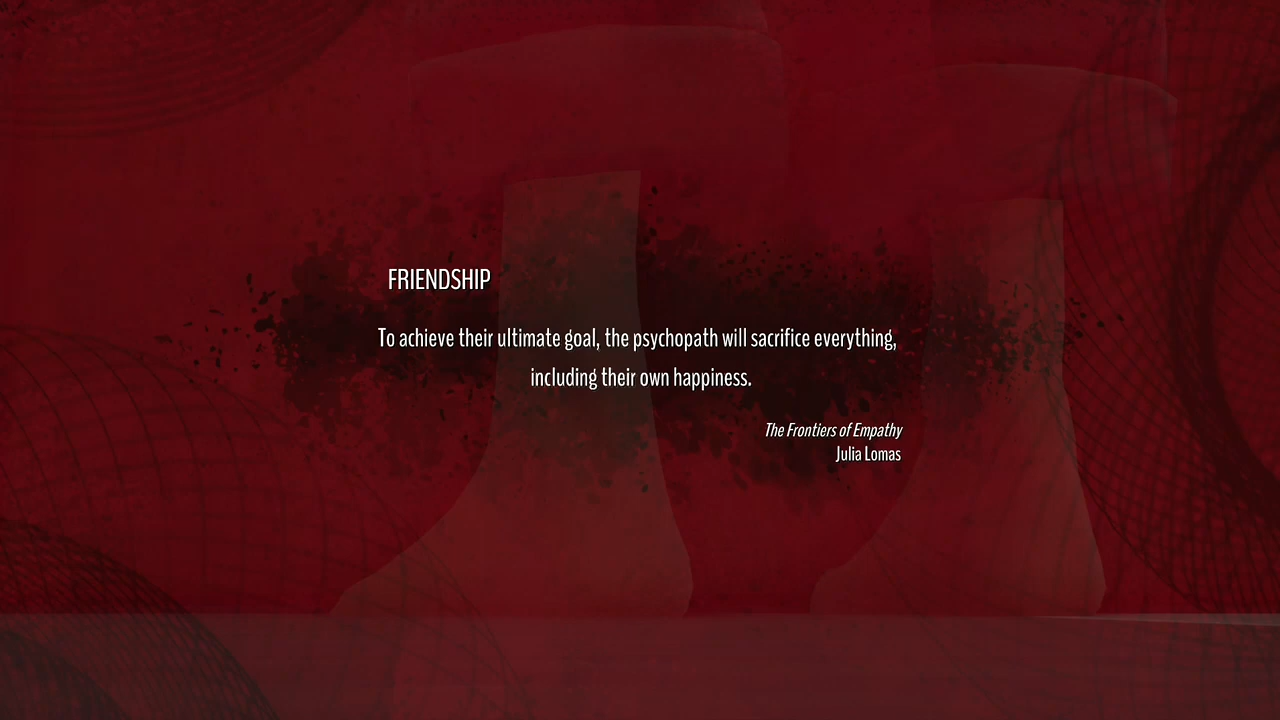 FRIENDSHIP
To achieve their ultimate goal, the psychopath will sacrifice everything,
including their own happiness.
The Frontiers of Empathy
Julia Lomas